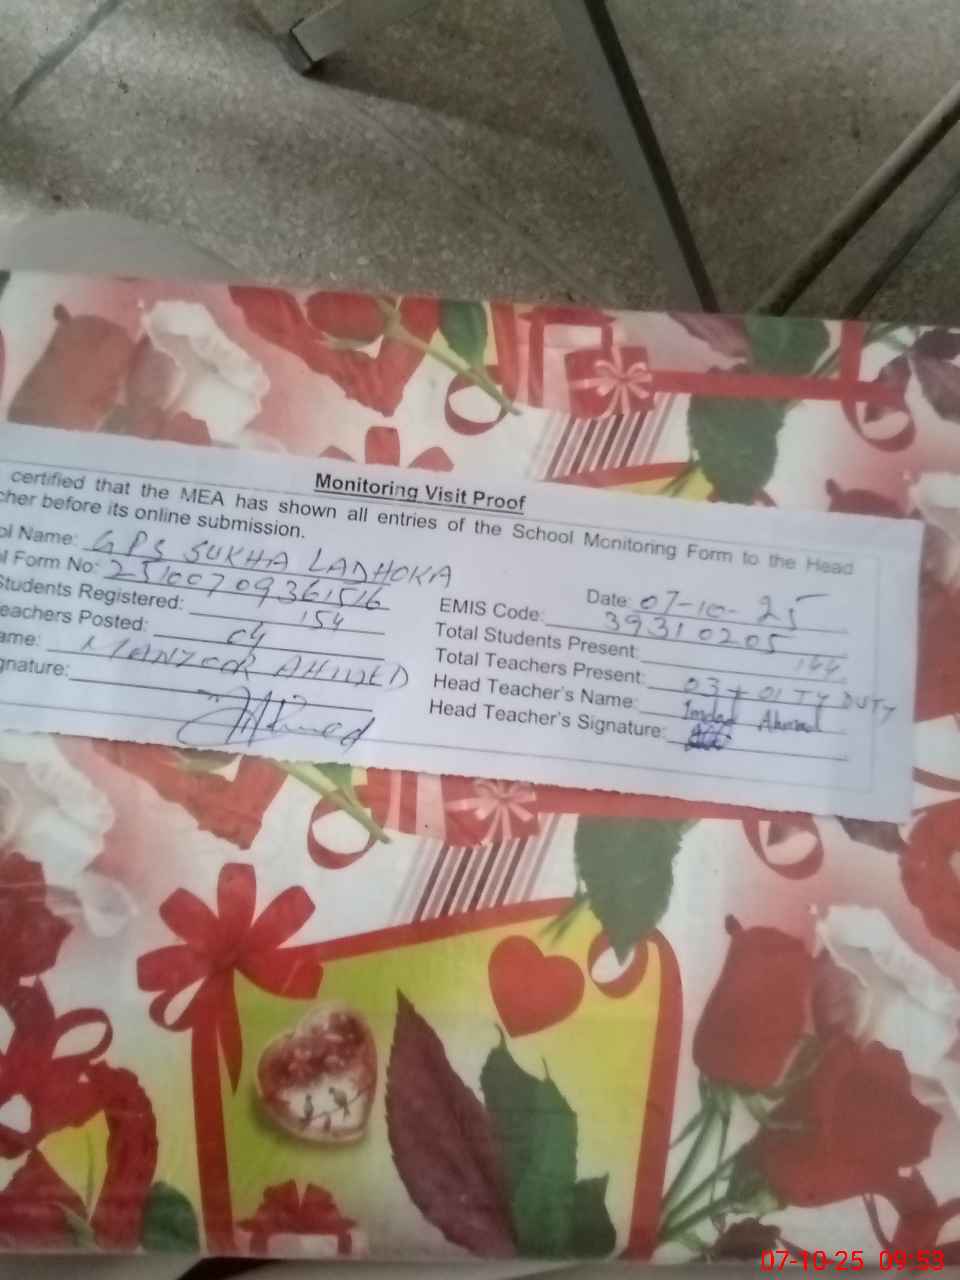 Monitoring Visit Proof
certified that the MEA has shown all entries of the School Monitoring Form to the Head
cher before its online submission.
ol Name: GPS SUKHA LADHOKA
Date: 07-10-25
l Form No: 25100709361516
EMIS Code: 39310205
Students Registered: 154
Total Students Present: 144
eachers Posted: 04
Total Teachers Present: 03 + 01 TY DUTY
ame: MANZOOR AHMED
Head Teacher's Name: Imdad Ahmad
gnature: Ahmed
Head Teacher's Signature:
07-10-25 09:53